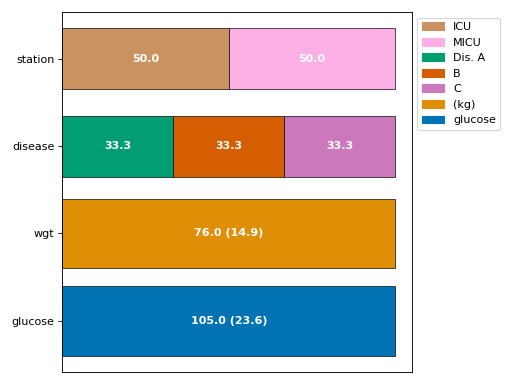 station
50.0
50.0
disease
33.3
33.3
33.3
wgt
76.0 (14.9)
glucose
105.0 (23.6)
ICU
MICU
Dis. A
B
C
(kg)
glucose